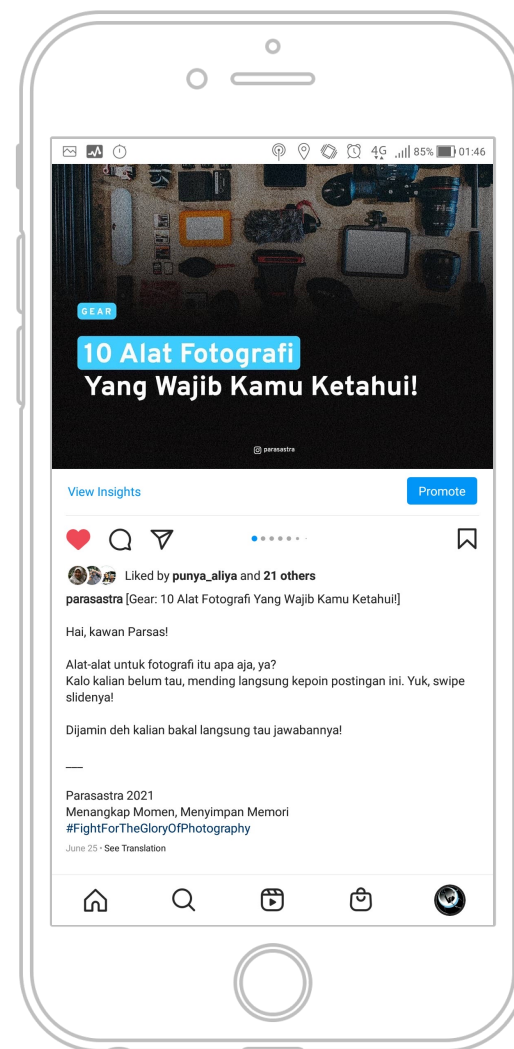 4G 85% 01:46
GEAR
10 Alat Fotografi
Yang Wajib Kamu Ketahui!
parasastra
View Insights
Promote
Liked by punya_aliya and 21 others
parasastra [Gear: 10 Alat Fotografi Yang Wajib Kamu Ketahui!]
Hai, kawan Parsas!
Alat-alat untuk fotografi itu apa aja, ya?
Kalo kalian belum tau, mending langsung kepoin postingan ini. Yuk, swipe
slidenya!
Dijamin deh kalian bakal langsung tau jawabannya!
___
Parasastra 2021
Menangkap Momen, Menyimpan Memori
#FightForTheGloryOfPhotography
June 25 • See Translation